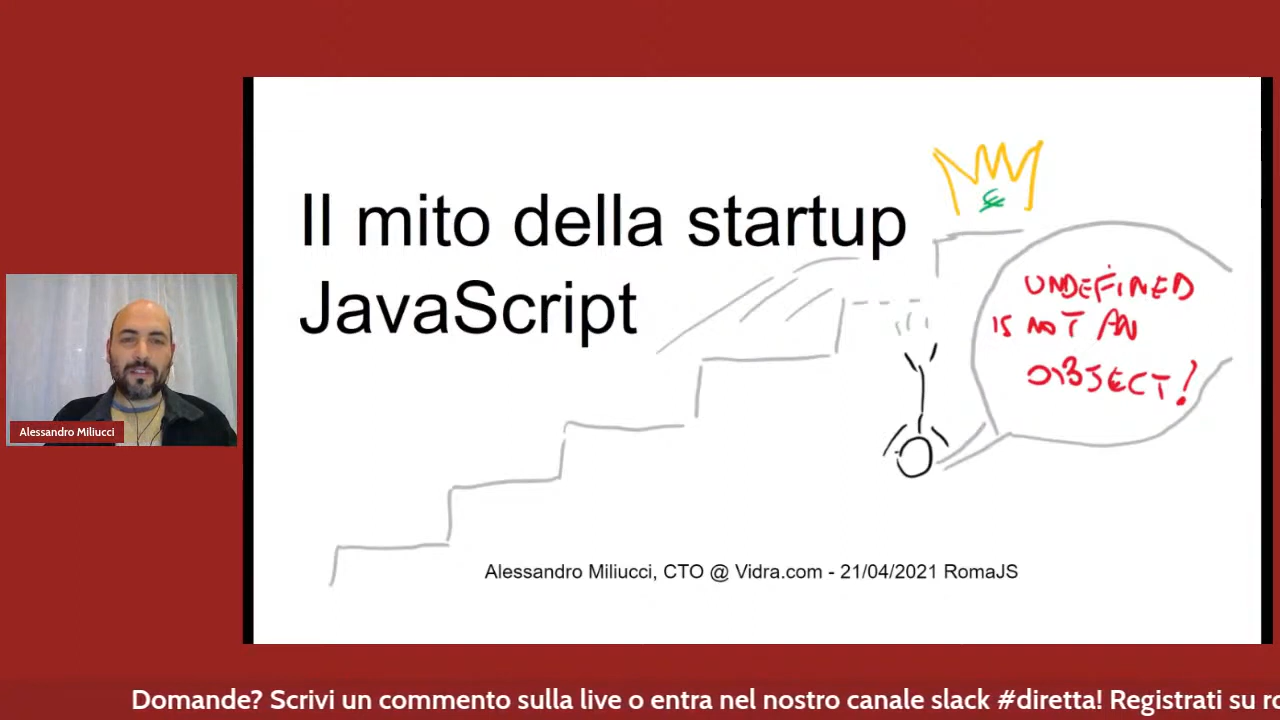 Il mito della startup
JavaScript
UNDEFINED
IS NOT AN
OBJECT!
Alessandro Miliucci
Alessandro Miliucci, CTO @ Vidra.com - 21/04/2021 RomaJS
Domande? Scrivi un commento sulla live o entra nel nostro canale slack #diretta! Registrati su